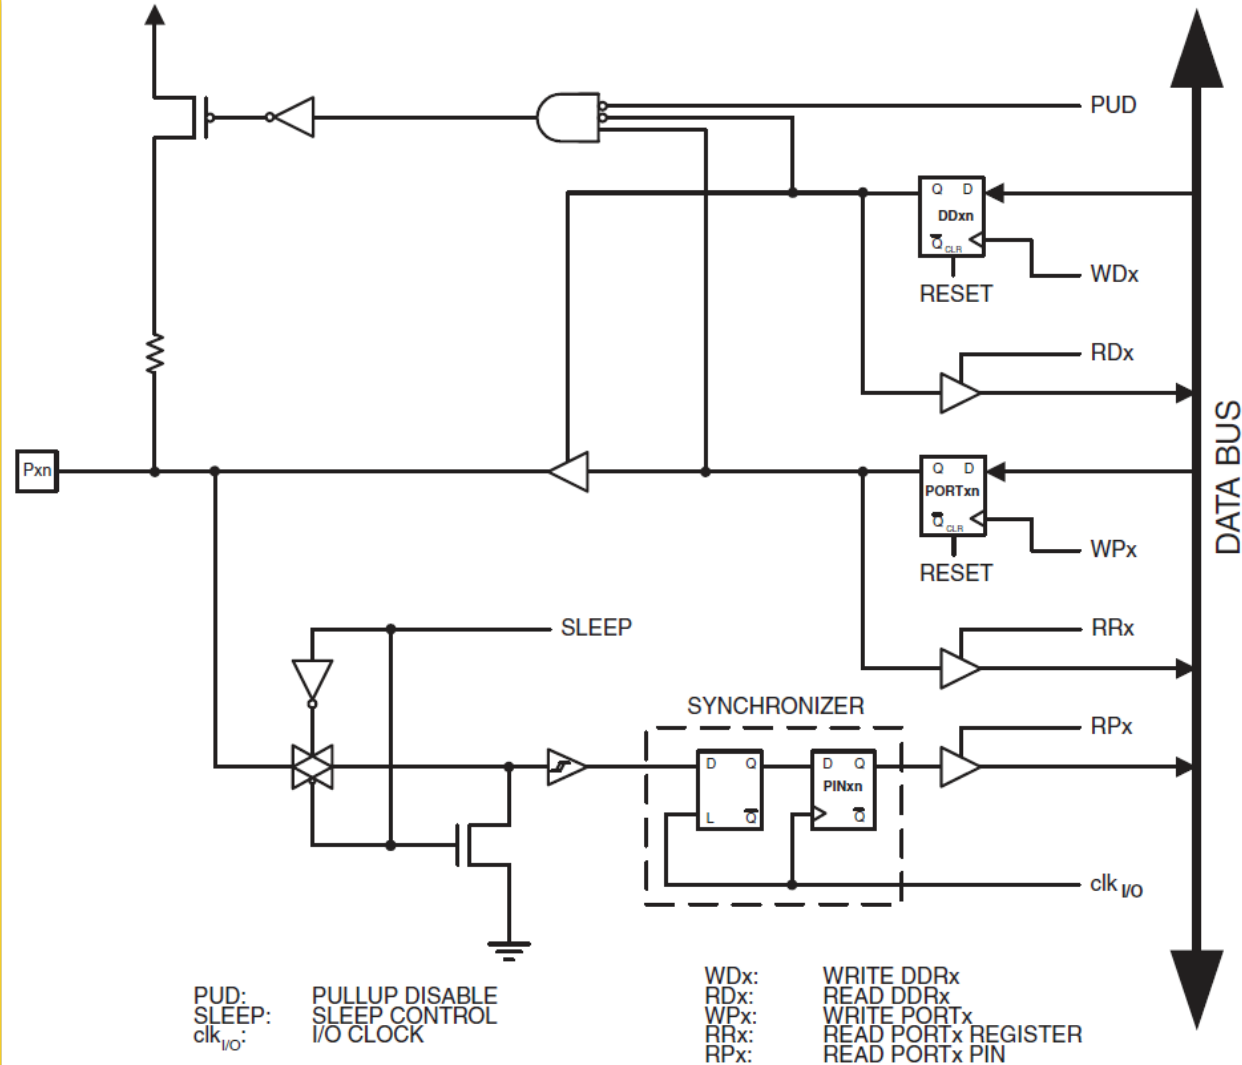 PUD
Q D
DDxn
Q CLR
WDx
RESET
RDx
DATA BUS
Pxn
Q D
PORTxn
Q CLR
WPx
RESET
SLEEP
RRx
SYNCHRONIZER
RPx
D Q
L Q
D Q
PINxn
Q
clk I/O
PUD: PULLUP DISABLE
SLEEP: SLEEP CONTROL
clk I/O: I/O CLOCK
WDx: WRITE DDRx
RDx: READ DDRx
WPx: WRITE PORTx
RRx: READ PORTx REGISTER
RPx: READ PORTx PIN